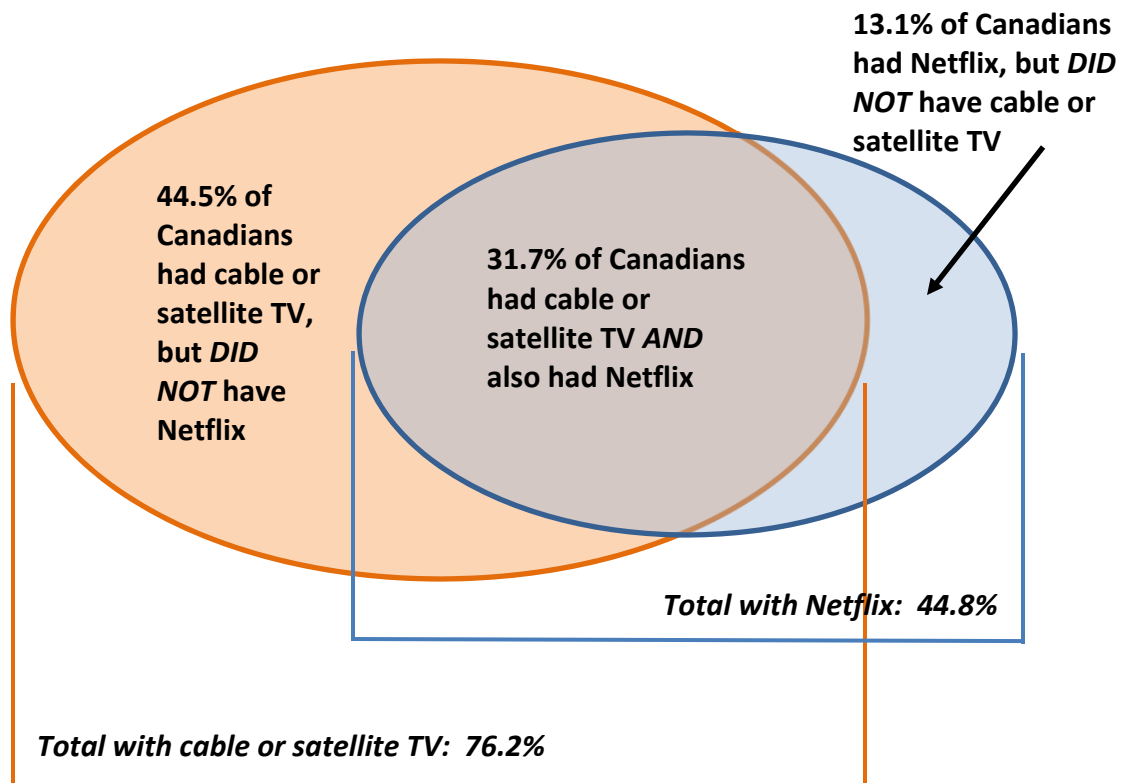 13.1% of Canadians
had Netflix, but DID
NOT have cable or
satellite TV
44.5% of
Canadians
had cable or
satellite TV,
but DID
NOT have
Netflix
31.7% of Canadians
had cable or
satellite TV AND
also had Netflix
Total with Netflix: 44.8%
Total with cable or satellite TV: 76.2%